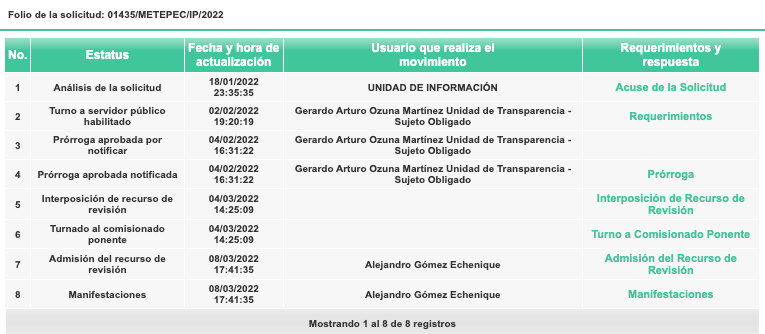 Folio de la solicitud: 01435/METEPEC/IP/2022
No. Estatus Fecha y hora de actualización Usuario que realiza el movimiento Requerimientos y respuesta
1 Análisis de la solicitud 18/01/2022 23:35:35 UNIDAD DE INFORMACIÓN Acuse de la Solicitud
2 Turno a servidor público habilitado 02/02/2022 19:20:19 Gerardo Arturo Ozuna Martínez Unidad de Transparencia - Sujeto Obligado Requerimientos
3 Prórroga aprobada por notificar 04/02/2022 16:31:22 Gerardo Arturo Ozuna Martínez Unidad de Transparencia - Sujeto Obligado
4 Prórroga aprobada notificada 04/02/2022 16:31:22 Gerardo Arturo Ozuna Martínez Unidad de Transparencia - Sujeto Obligado Prórroga
5 Interposición de recurso de revisión 04/03/2022 14:25:09 Interposición de Recurso de Revisión
6 Turnado al comisionado ponente 04/03/2022 14:25:09 Turno a Comisionado Ponente
7 Admisión del recurso de revisión 08/03/2022 17:41:35 Alejandro Gómez Echenique Admisión del Recurso de Revisión
8 Manifestaciones 08/03/2022 17:41:35 Alejandro Gómez Echenique Manifestaciones
Mostrando 1 al 8 de 8 registros